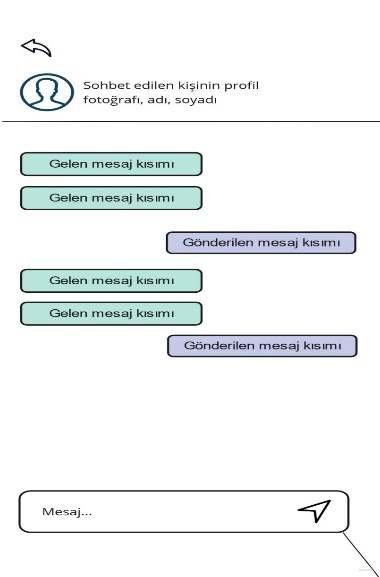 Sohbet edilen kişinin profil
fotoğrafı, adı, soyadı
Gelen mesaj kısımı
Gelen mesaj kısımı
Gönderilen mesaj kısımı
Gelen mesaj kısımı
Gelen mesaj kısımı
Gönderilen mesaj kısımı
Mesaj...